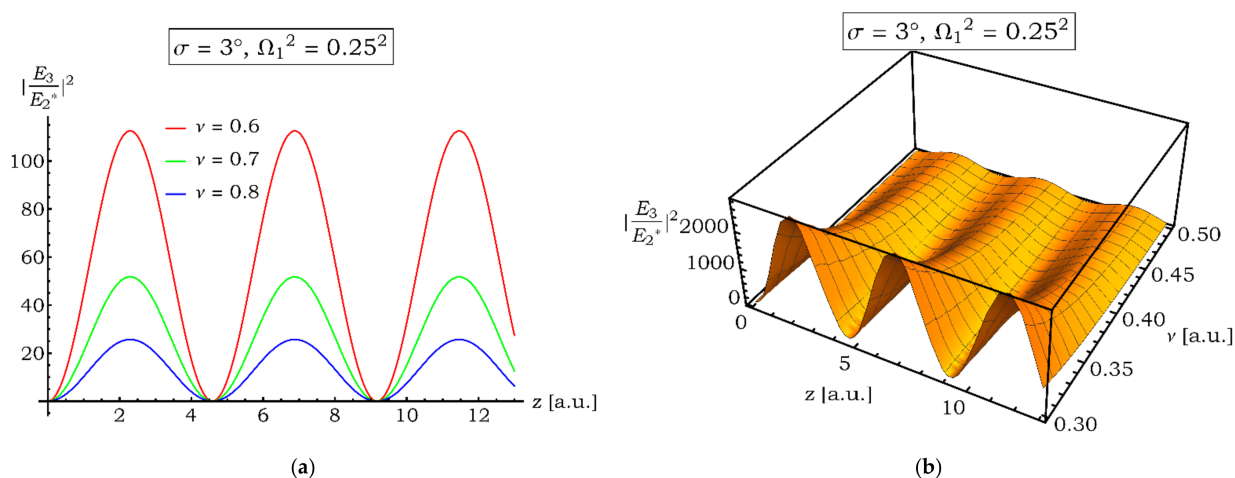 σ = 3°, Ω₁² = 0.25²
|E₃/E₂*|²
ν = 0.6
ν = 0.7
ν = 0.8
100
80
60
40
20
2 4 6 8 10 12
z [a.u.]
(a)
σ = 3°, Ω₁² = 0.25²
|E₃/E₂*|²
2000
1000
0
0
5
10
z [a.u.]
0.50
0.45
0.40
0.35
0.30
ν [a.u.]
(b)